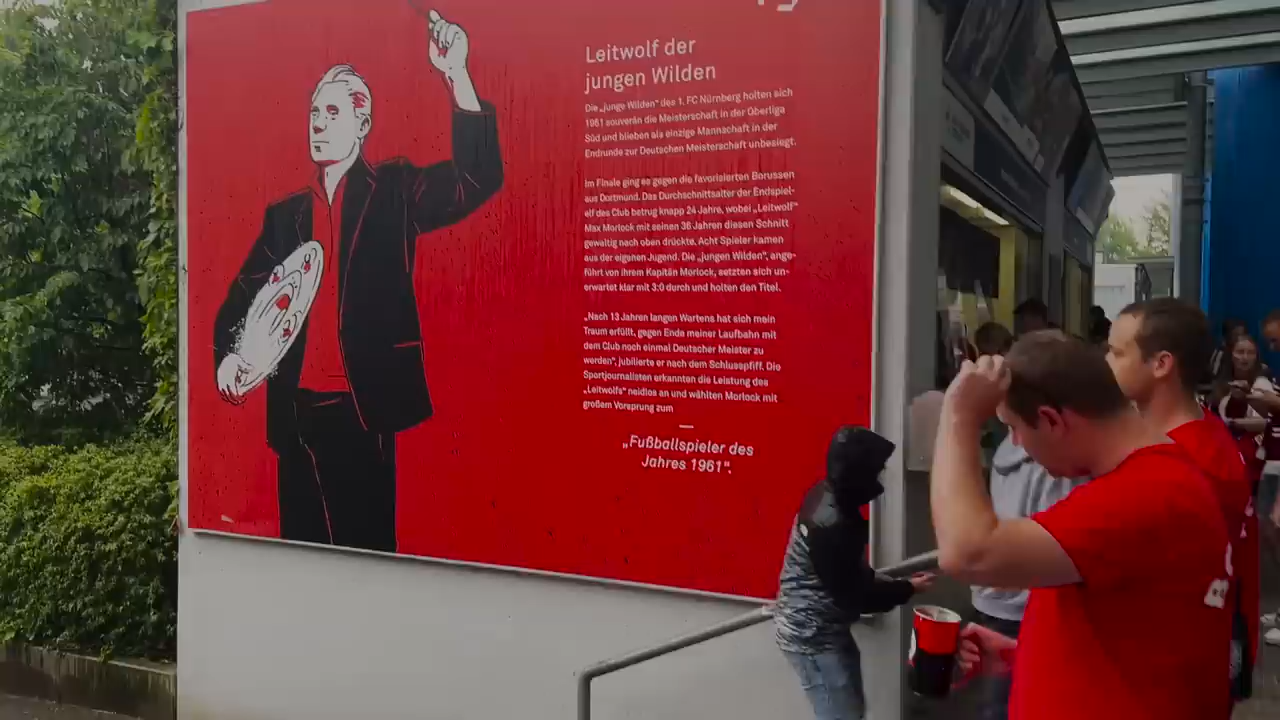 Leitwolf der
jungen Wilden
Die „junge Wilden" des 1. FC Nürnberg holten sich
1961 souverän die Meisterschaft in der Oberliga
Süd und blieben als einzige Mannschaft in der
Endrunde zur Deutschen Meisterschaft unbesiegt.
Im Finale ging es gegen die favorisierten Borussen
aus Dortmund. Das Durchschnittsalter der Endspiel-
elf des Club betrug knapp 24 Jahre, wobei „Leitwolf"
Max Morlock mit seinen 36 Jahren diesen Schnitt
gewaltig nach oben drückte. Acht Spieler kamen
aus der eigenen Jugend. Die „jungen Wilden", ange-
führt von ihrem Kapitän Morlock, setzten sich un-
erwartet klar mit 3:0 durch und holten den Titel.
„Nach 13 Jahren langen Wartens hat sich mein
Traum erfüllt, gegen Ende meiner Laufbahn mit
dem Club noch einmal Deutscher Meister zu
werden", jubilierte er nach dem Schlusspfiff. Die
Sportjournalisten erkannten die Leistung des
„Leitwolfs" neidlos an und wählten Morlock mit
großem Vorsprung zum
„Fußballspieler des
Jahres 1961".